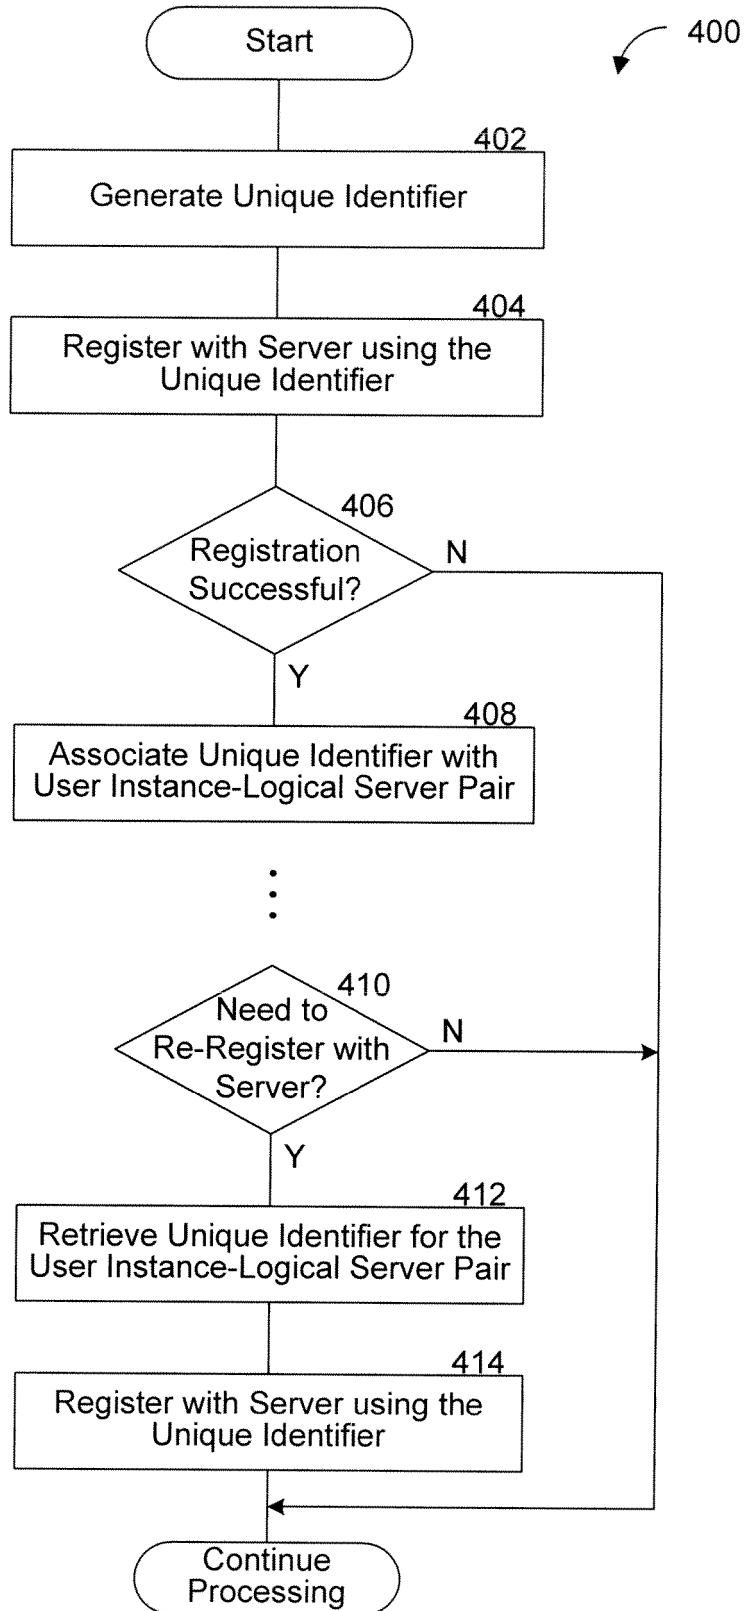 Start
400
402
Generate Unique Identifier
404
Register with Server using the
Unique Identifier
406
Registration
Successful?
N
Y
408
Associate Unique Identifier with
User Instance-Logical Server Pair
410
Need to
Re-Register with
Server?
N
Y
412
Retrieve Unique Identifier for the
User Instance-Logical Server Pair
414
Register with Server using the
Unique Identifier
Continue
Processing